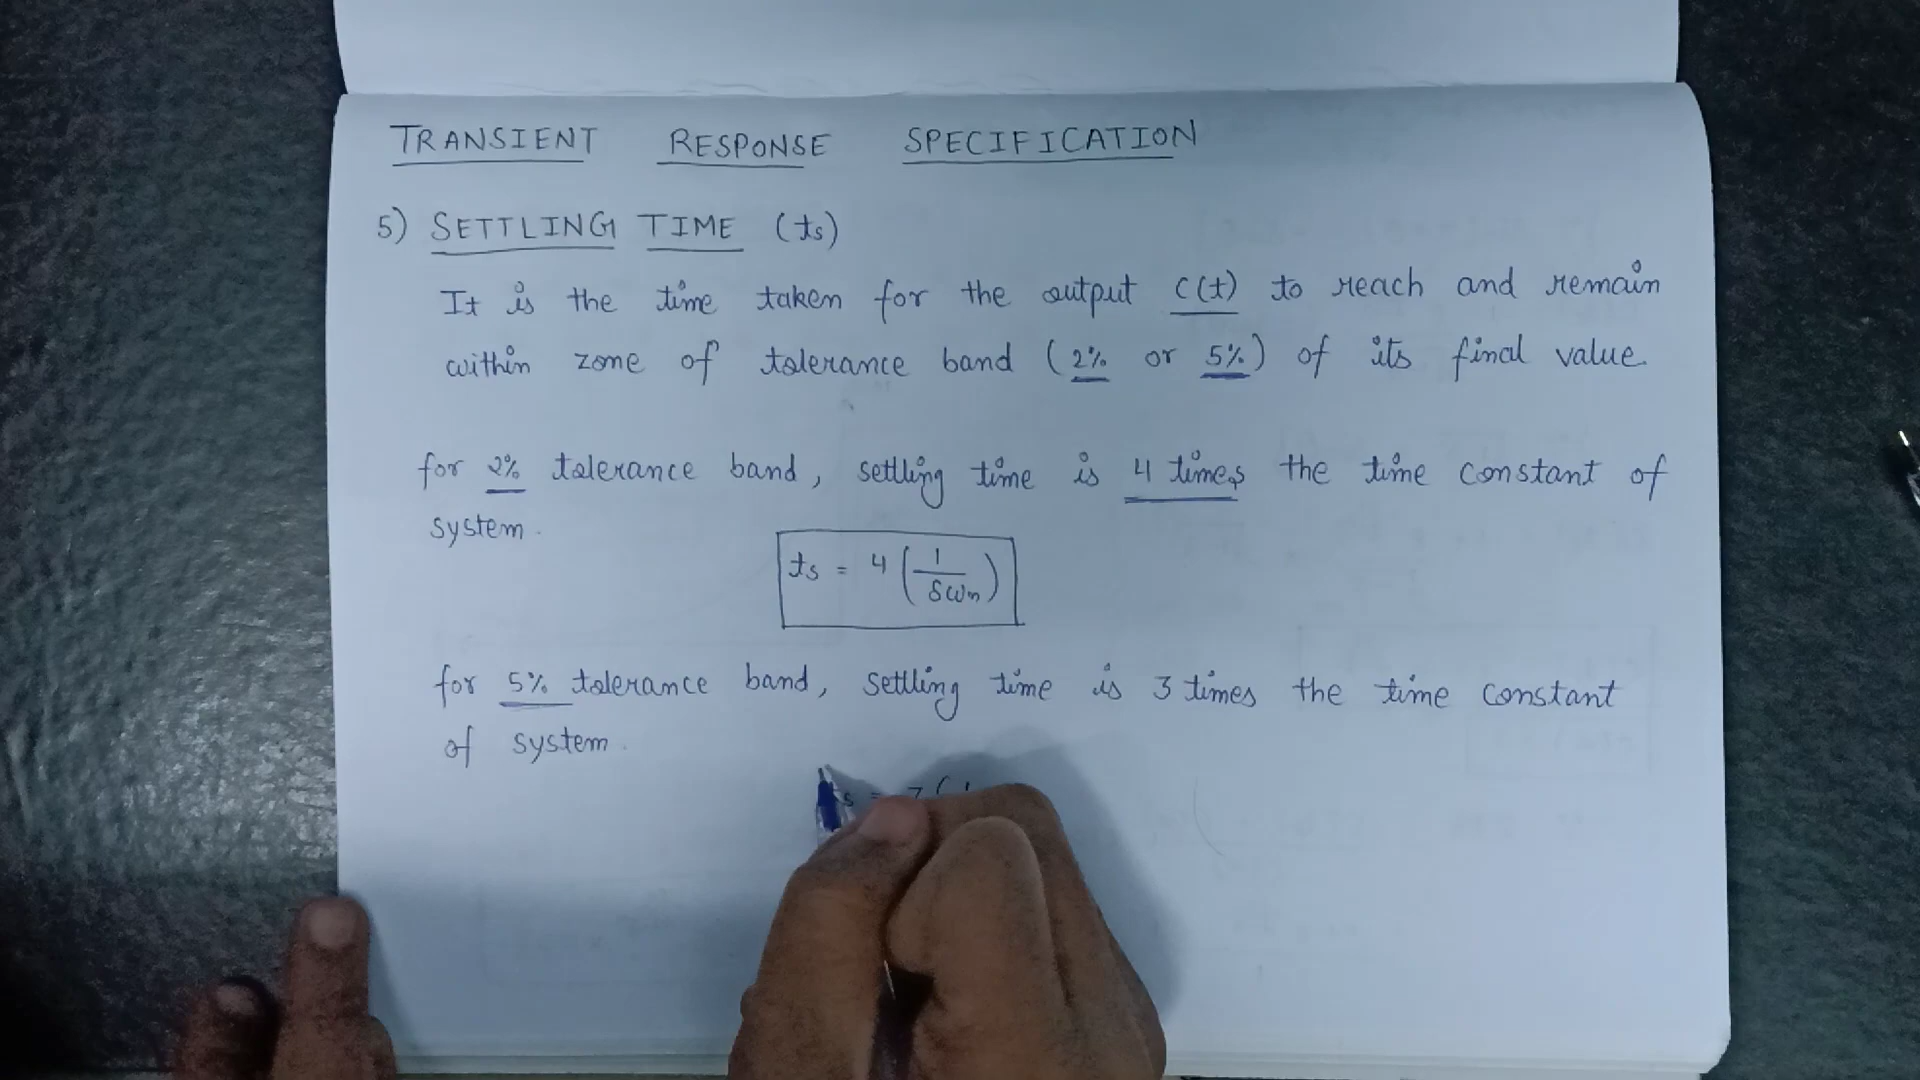 TRANSIENT RESPONSE SPECIFICATION
5) SETTLING TIME (ts)
It is the time taken for the output c(t) to reach and remain
within zone of tolerance band (2% or 5%) of its final value.
for 2% tolerance band, settling time is 4 times the time constant of
system.
ts = 4 (1/δωn)
for 5% tolerance band, settling time is 3 times the time constant
of system.
s = 3 (